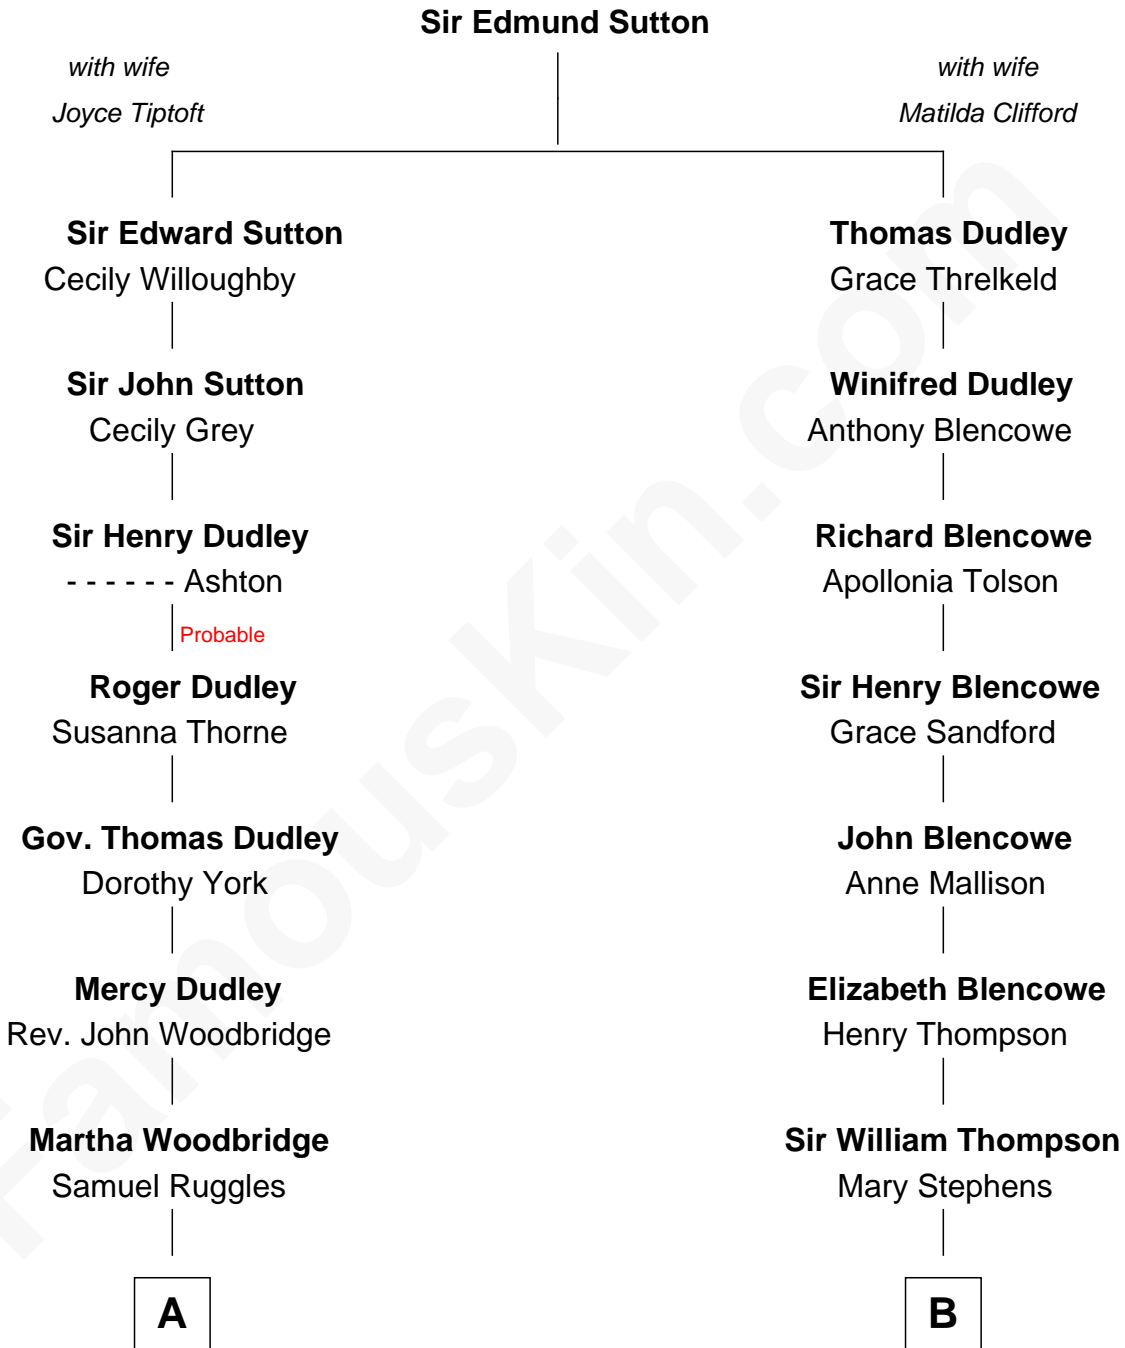 Sir Edmund Sutton
with wife
Joyce Tiptoft
with wife
Matilda Clifford
Sir Edward Sutton
Cecily Willoughby
Thomas Dudley
Grace Threlkeld
Sir John Sutton
Cecily Grey
Winifred Dudley
Anthony Blencowe
Sir Henry Dudley
- - - - - - Ashton
Probable
Richard Blencowe
Apollonia Tolson
Roger Dudley
Susanna Thorne
Sir Henry Blencowe
Grace Sandford
Gov. Thomas Dudley
Dorothy York
John Blencowe
Anne Mallison
Mercy Dudley
Rev. John Woodbridge
Elizabeth Blencowe
Henry Thompson
Martha Woodbridge
Samuel Ruggles
Sir William Thompson
Mary Stephens
A
B
FamousKin.com